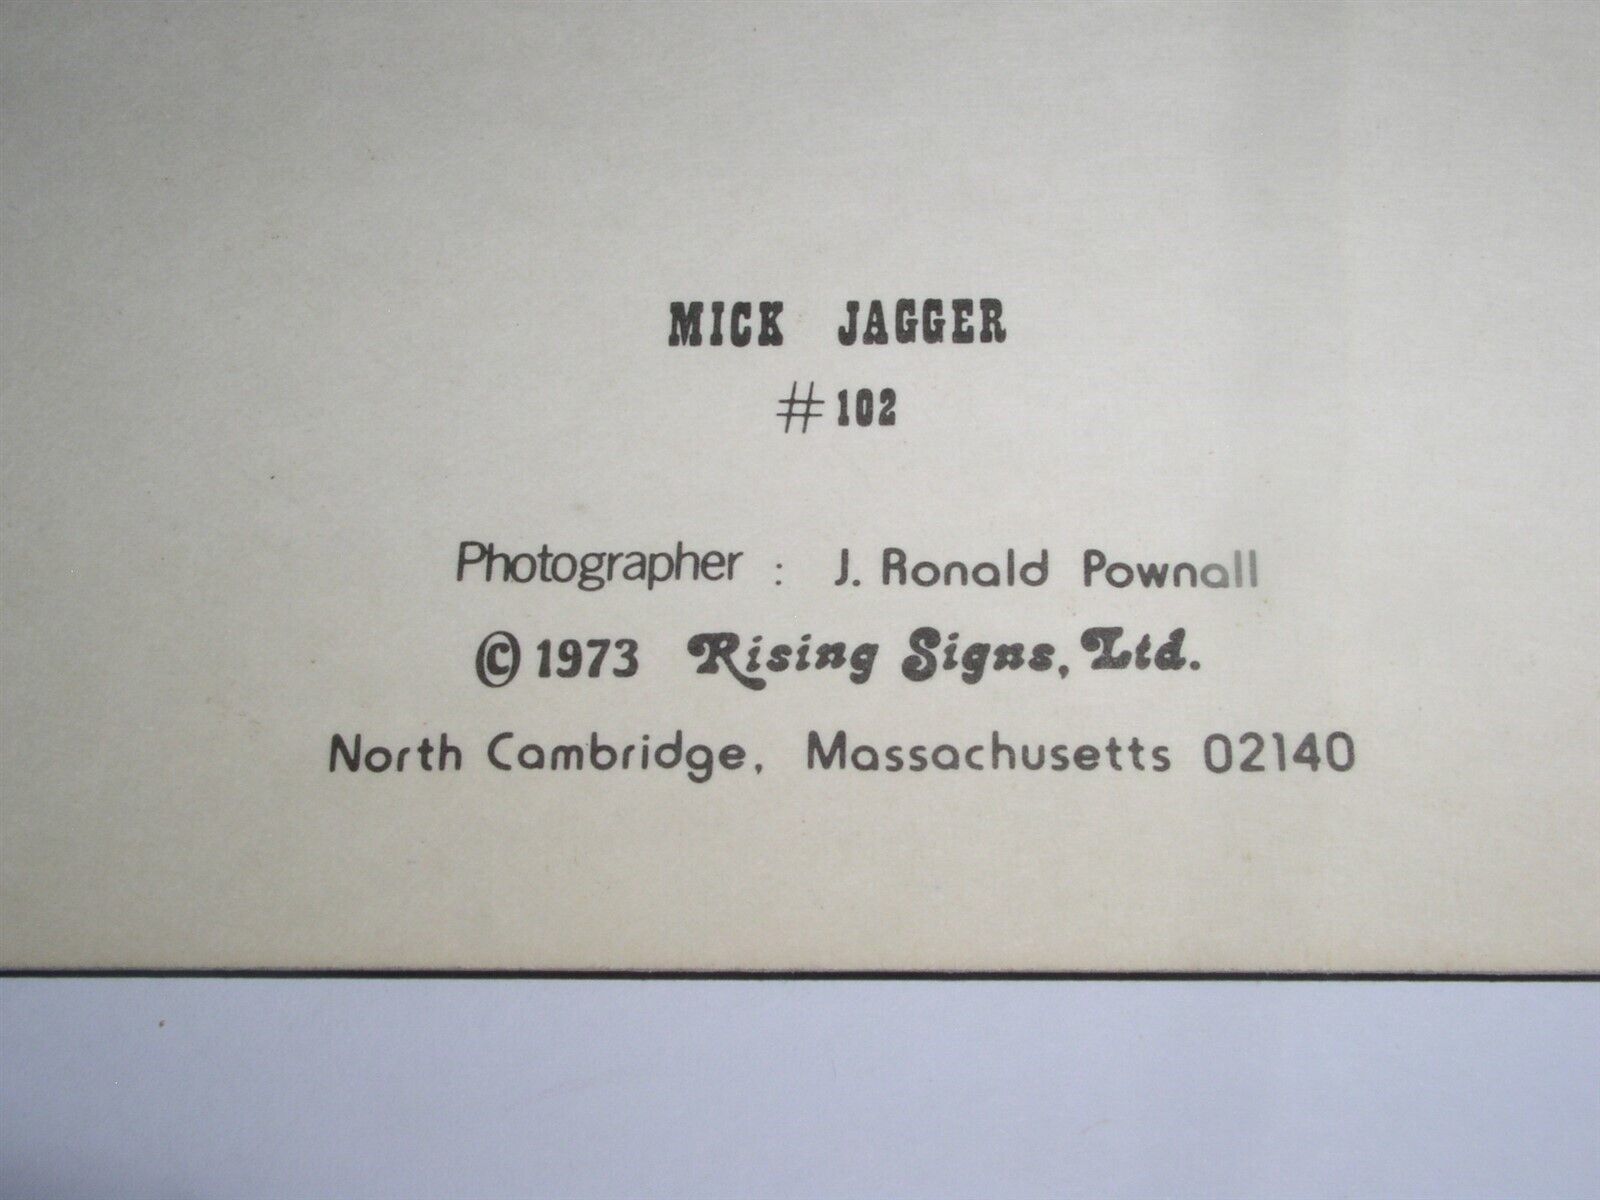 MICK JAGGER
#102
Photographer : J. Ronald Pownall
© 1973 Rising Signs, Ltd.
North Cambridge, Massachusetts 02140